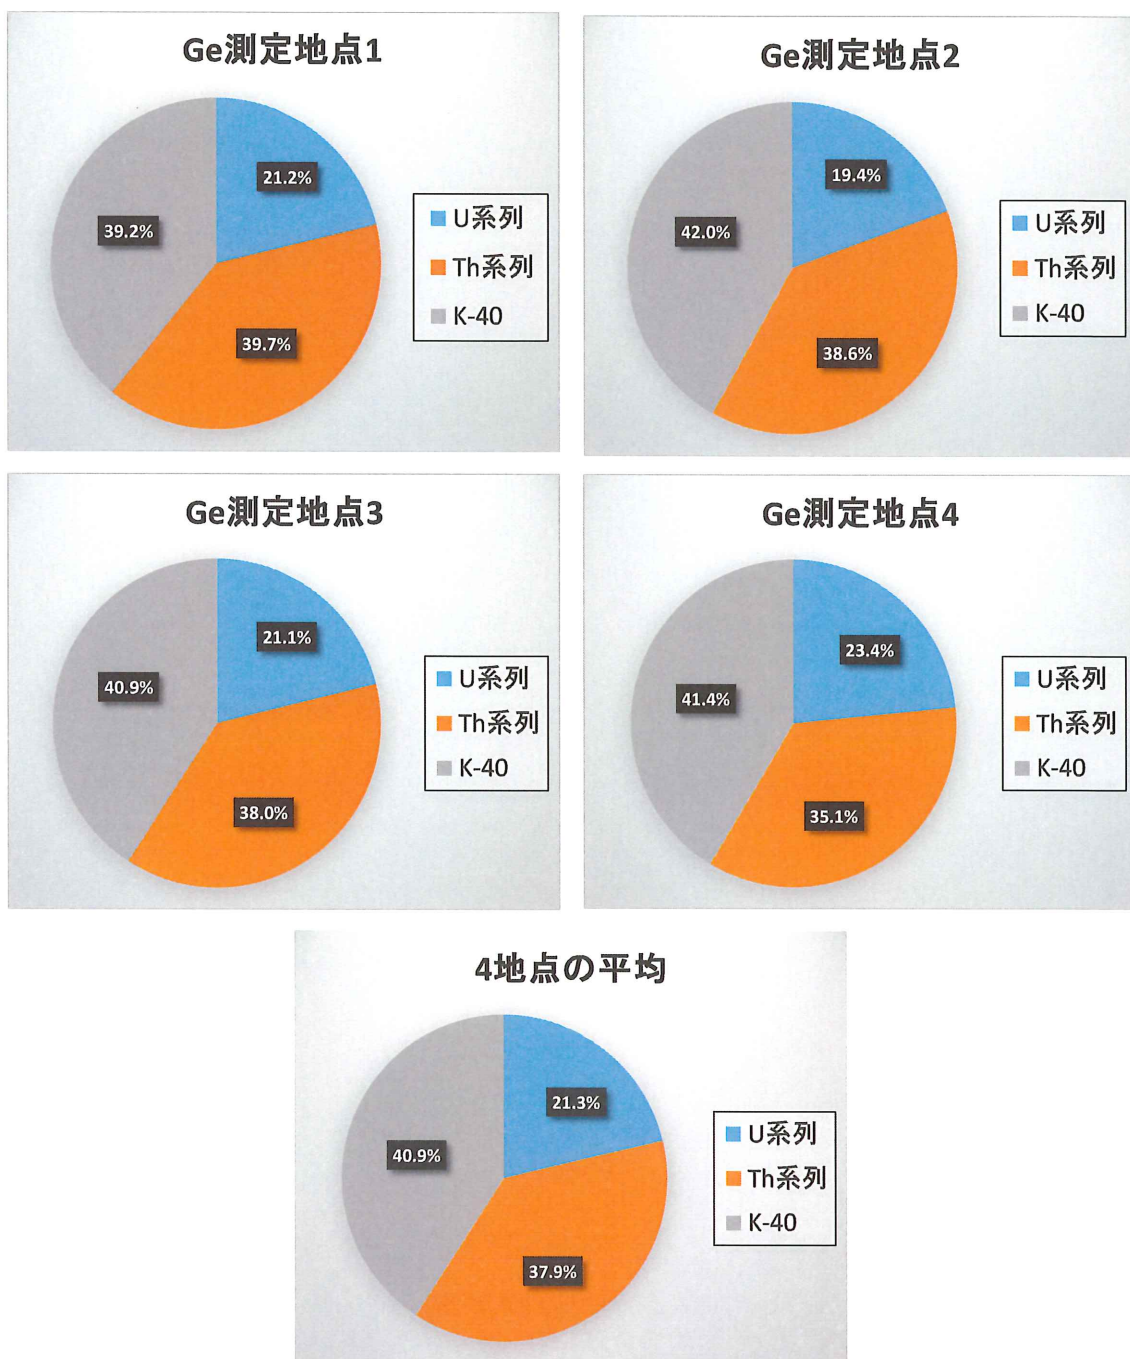 Ge測定地点1
21.2%
39.2%
39.7%
U系列
Th系列
K-40
Ge測定地点2
19.4%
42.0%
38.6%
U系列
Th系列
K-40
Ge測定地点3
21.1%
40.9%
38.0%
U系列
Th系列
K-40
Ge測定地点4
23.4%
41.4%
35.1%
U系列
Th系列
K-40
4地点の平均
21.3%
40.9%
37.9%
U系列
Th系列
K-40